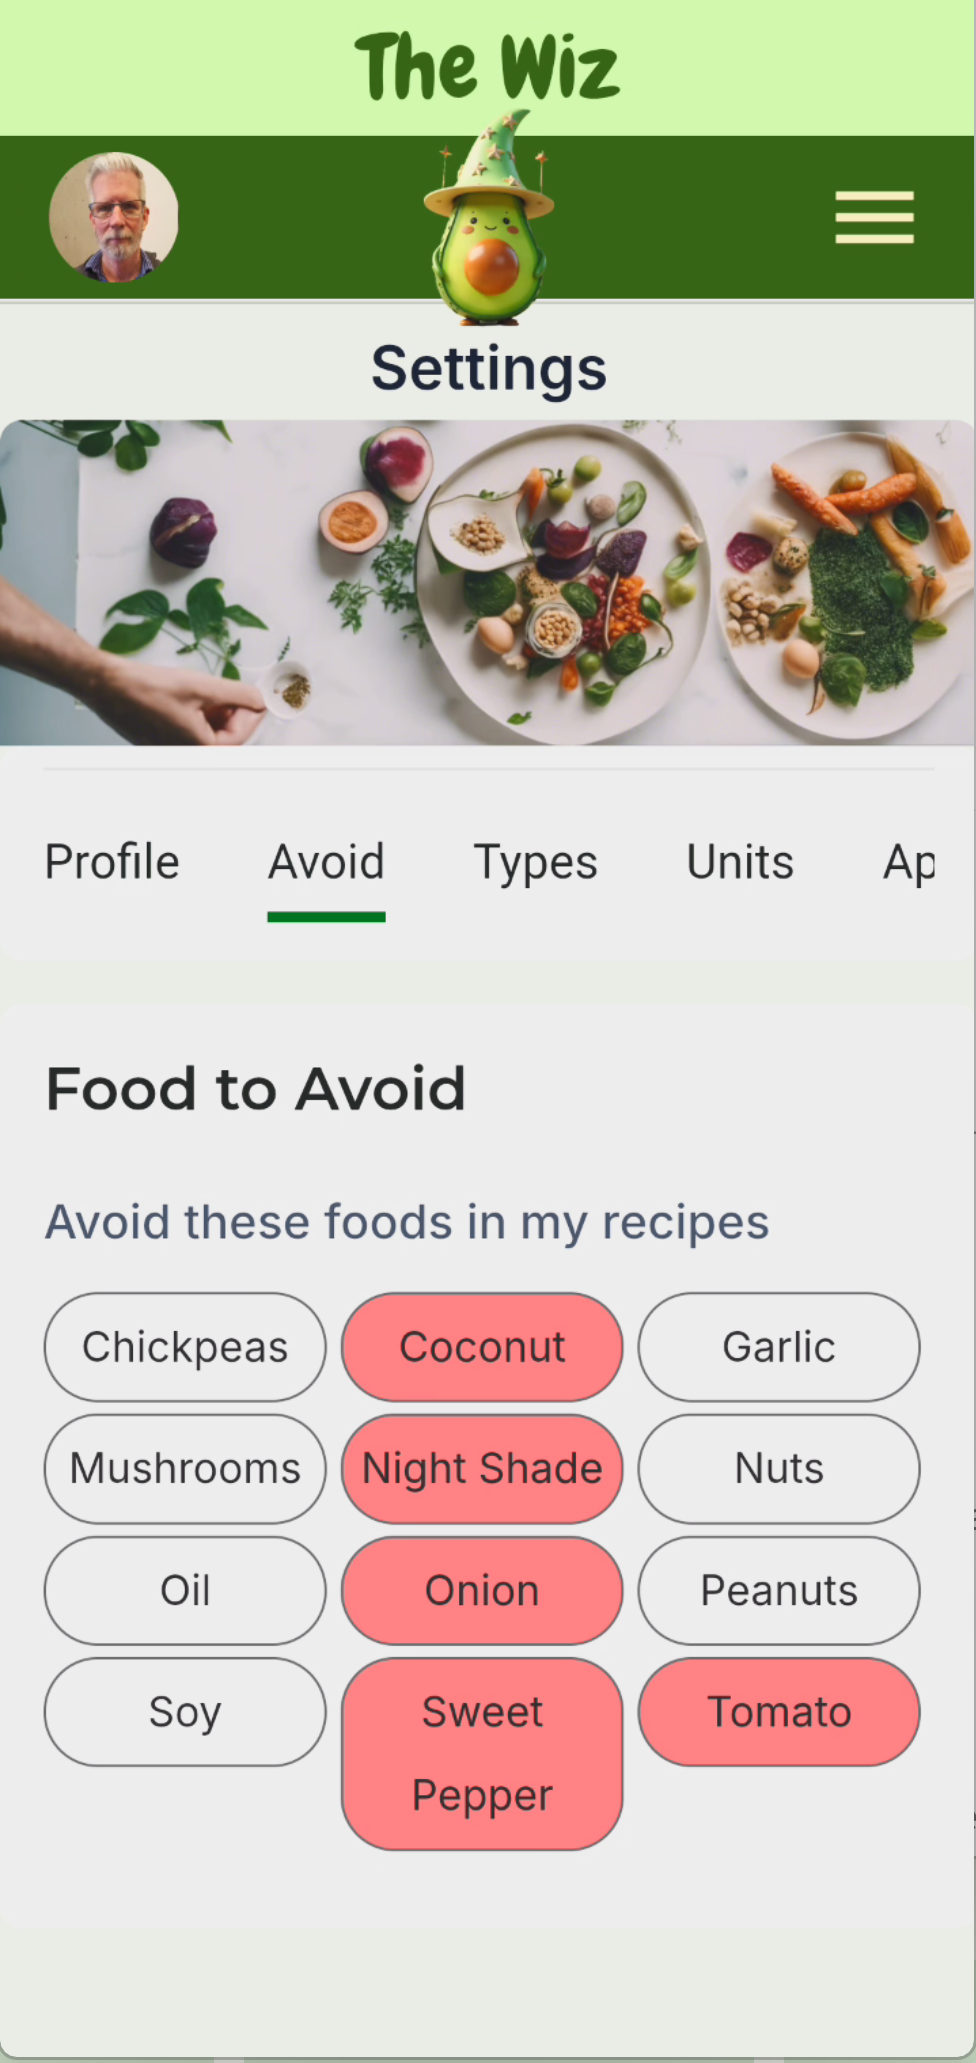 The Wiz
Settings
Profile Avoid Types Units Ap
Food to Avoid
Avoid these foods in my recipes
Chickpeas Coconut Garlic
Mushrooms Night Shade Nuts
Oil Onion Peanuts
Soy Sweet Pepper Tomato